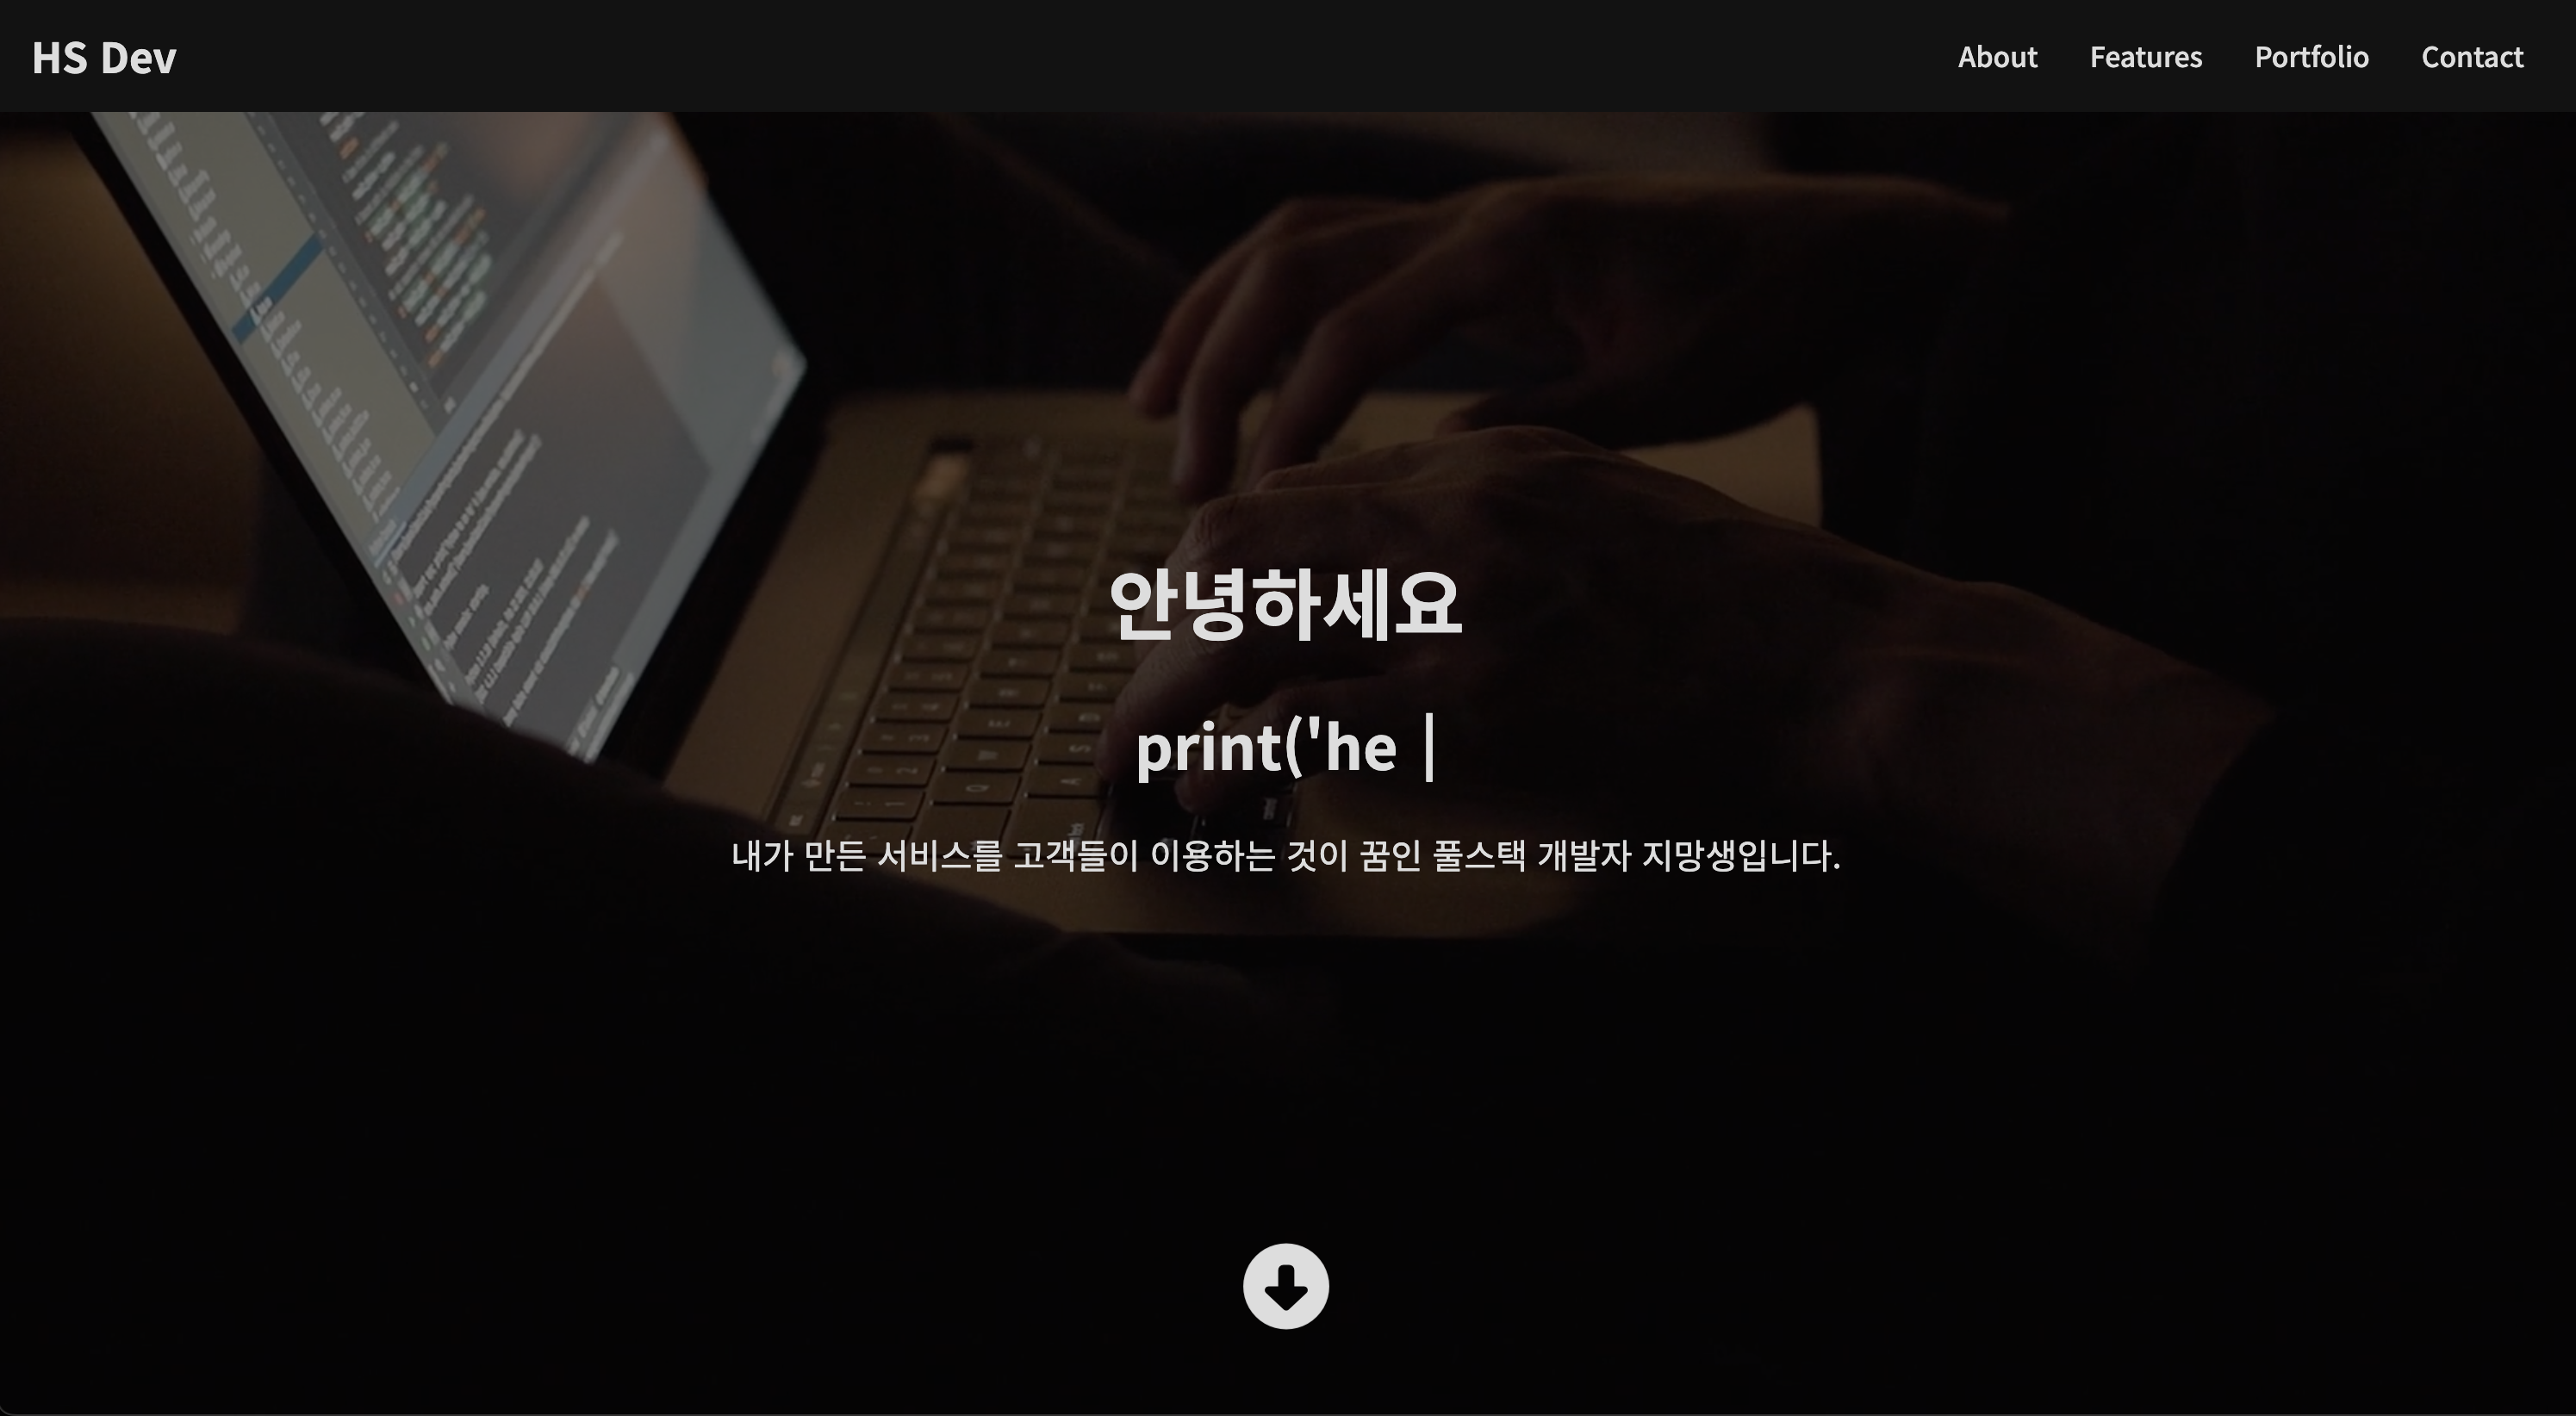 HS Dev
About Features Portfolio Contact
안녕하세요
print('he |
내가 만든 서비스를 고객들이 이용하는 것이 꿈인 풀스택 개발자 지망생입니다.